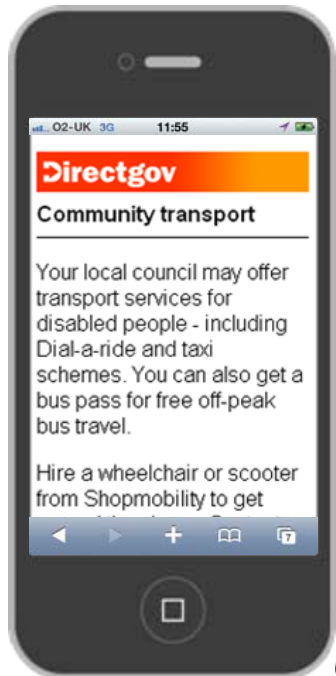 O2-UK 3G 11:55
Directgov
Community transport
Your local council may offer
transport services for
disabled people - including
Dial-a-ride and taxi
schemes. You can also get a
bus pass for free off-peak
bus travel.
Hire a wheelchair or scooter
from Shopmobility to get
7